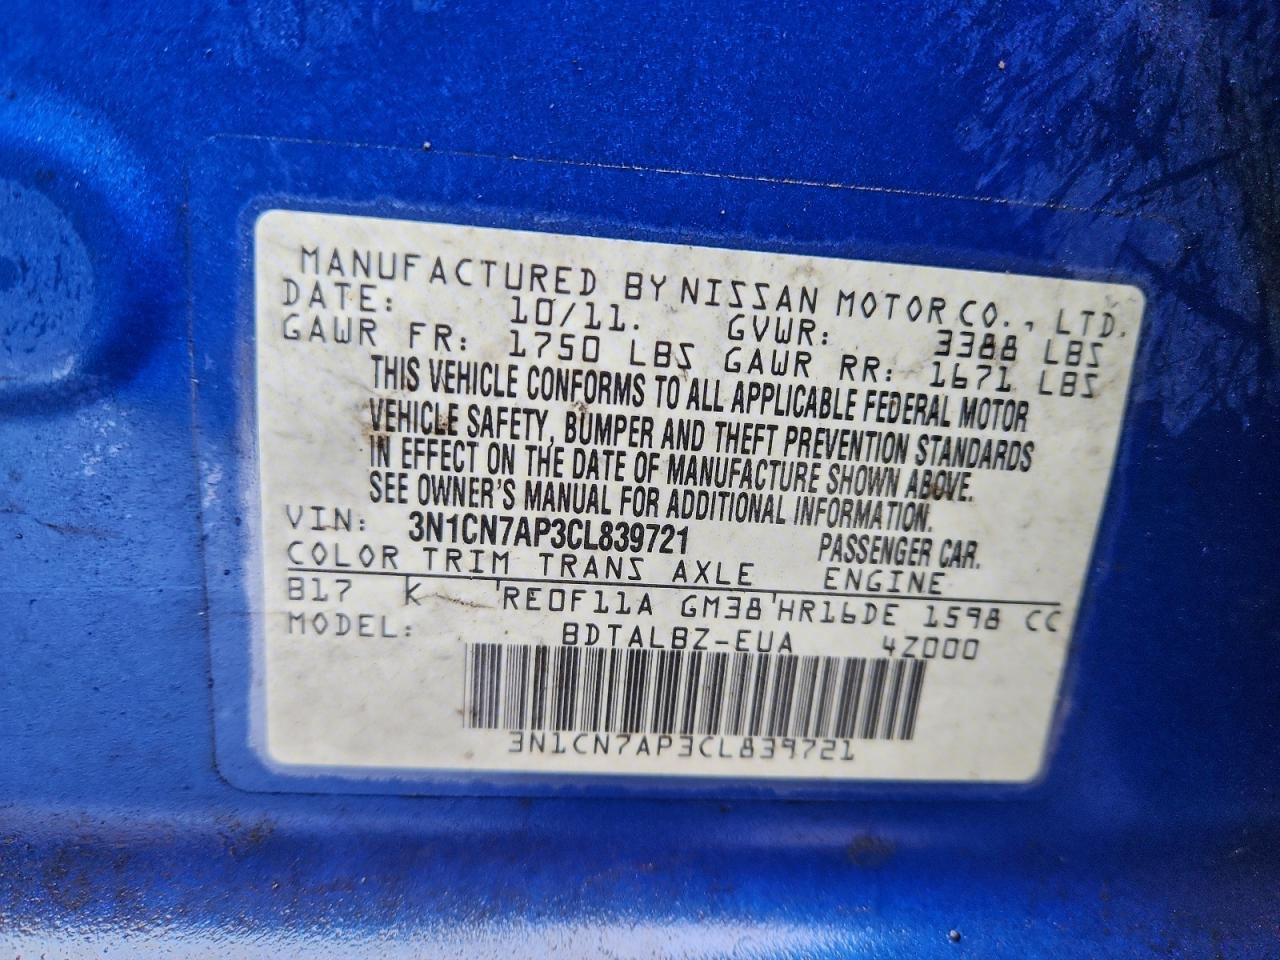 MANUFACTURED BY NISSAN MOTOR CO., LTD.
DATE: 10/11. GVWR: 3388 LBS
GAWR FR: 1750 LBS GAWR RR: 1671 LBS
THIS VEHICLE CONFORMS TO ALL APPLICABLE FEDERAL MOTOR
VEHICLE SAFETY, BUMPER AND THEFT PREVENTION STANDARDS
IN EFFECT ON THE DATE OF MANUFACTURE SHOWN ABOVE.
SEE OWNER'S MANUAL FOR ADDITIONAL INFORMATION.
VIN: 3N1CN7AP3CL839721 PASSENGER CAR.
COLOR TRIM TRANS AXLE ENGINE
B17 K RE0F11A GM38 HR16DE 1598 CC
MODEL: BDTALBZ-EUA 4Z000
3N1CN7AP3CL839721